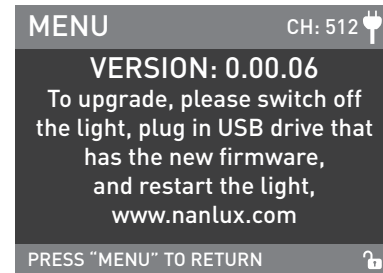 MENU CH: 512
VERSION: 0.00.06
To upgrade, please switch off
the light, plug in USB drive that
has the new firmware,
and restart the light,
www.nanlux.com
PRESS “MENU” TO RETURN